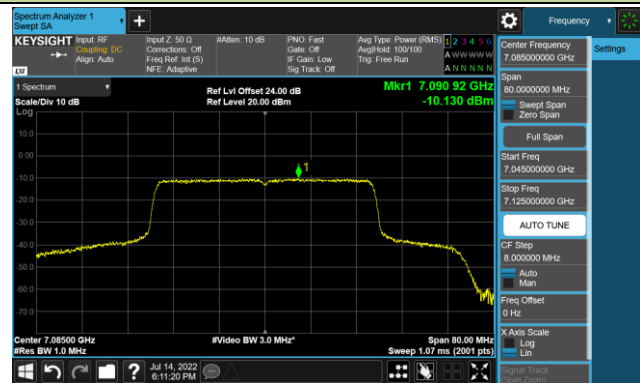 Spectrum Analyzer 1
Swept SA
Frequency
KEYSIGHT
Input: RF
Coupling: DC
Align: Auto
Input Z: 50 Ω
Corrections: Off
Freq Ref: Int (S)
NFE: Adaptive
#Atten: 10 dB
PNO: Fast
Gate: Off
IF Gain: Low
Sig Track: Off
Avg Type: Power (RMS)
Avg|Hold: 100/100
Trig: Free Run
1 2 3 4 5 6
A W W W W W
A N N N N N
LXI
1 Spectrum
Scale/Div 10 dB
Log
Ref Lvl Offset 24.00 dB
Ref Level 20.00 dBm
Mkr1 7.090 92 GHz
-10.130 dBm
10.0
0.00
-10.0
-20.0
-30.0
-40.0
-50.0
-60.0
-70.0
1
Center 7.08500 GHz
#Res BW 1.0 MHz
#Video BW 3.0 MHz*
Span 80.00 MHz
Sweep 1.07 ms (2001 pts)
Jul 14, 2022
6:11:20 PM
Center Frequency
7.085000000 GHz
Span
80.0000000 MHz
Swept Span
Zero Span
Full Span
Start Freq
7.045000000 GHz
Stop Freq
7.125000000 GHz
AUTO TUNE
CF Step
8.000000 MHz
Auto
Man
Freq Offset
0 Hz
X Axis Scale
Log
Lin
Signal Track
(Span Zoom)
Settings